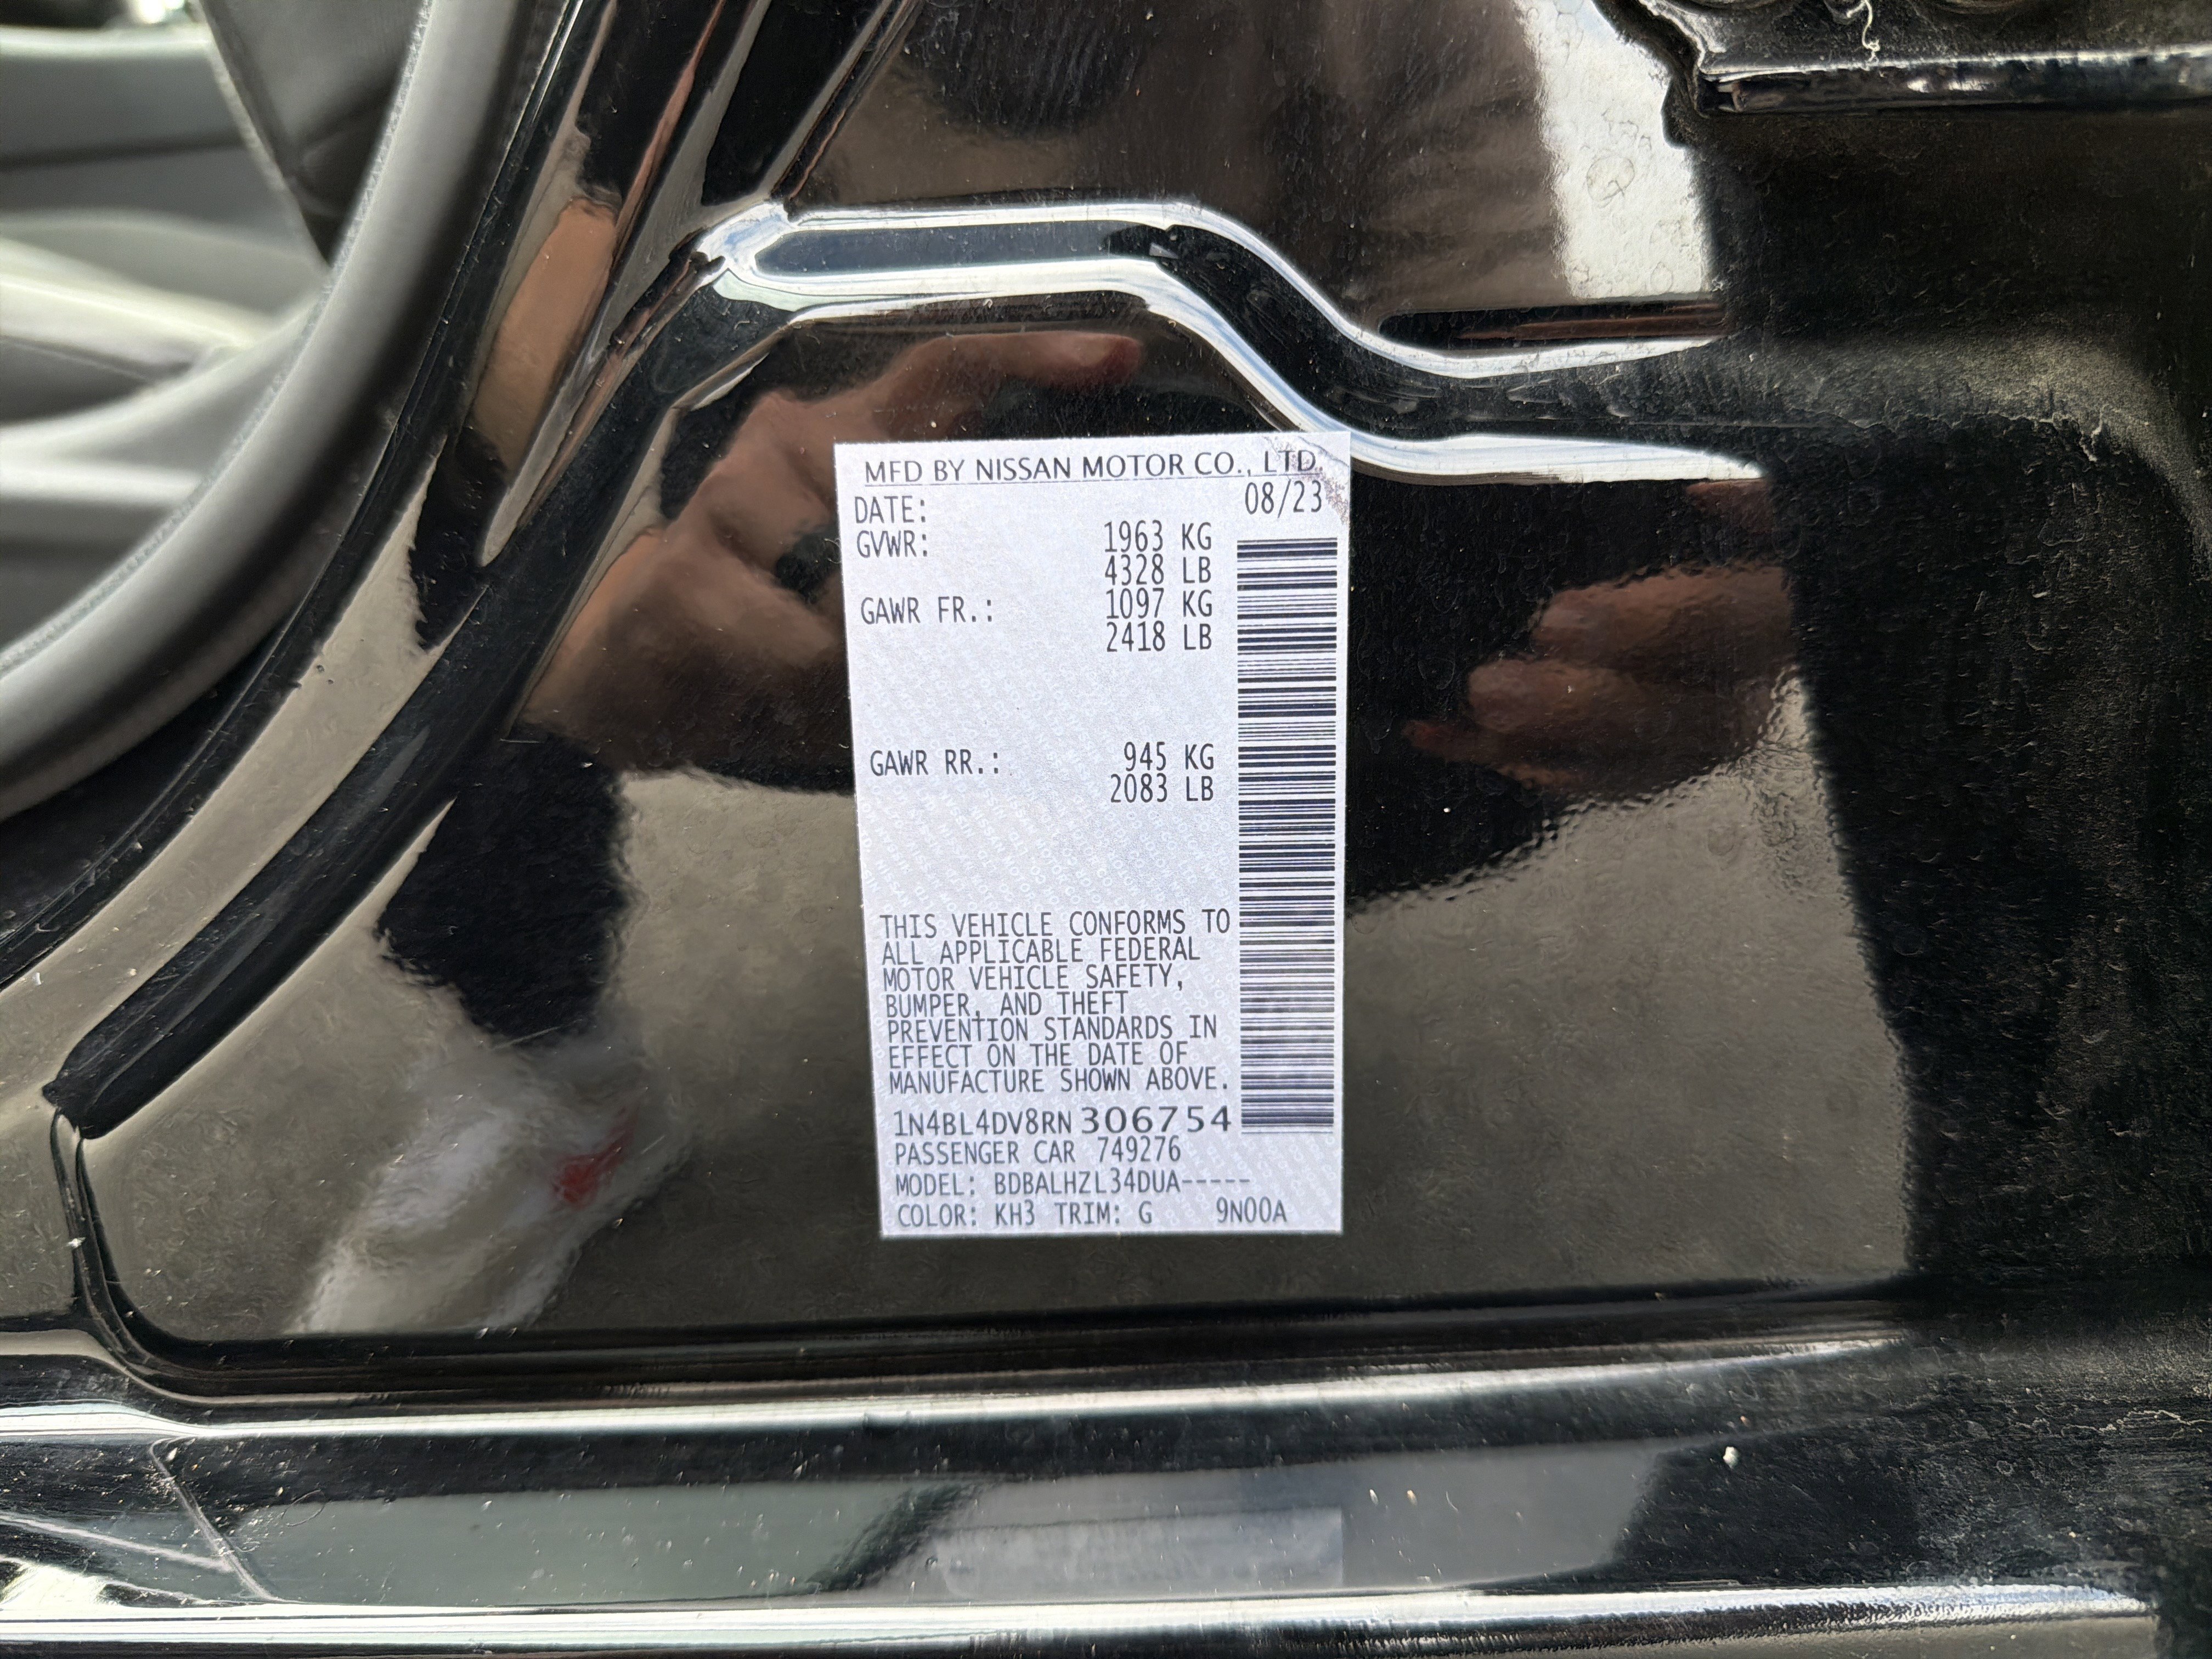 MFD BY NISSAN MOTOR CO., LTD.
DATE: 08/23
GVWR: 1963 KG
4328 LB
GAWR FR.: 1097 KG
2418 LB
GAWR RR.: 945 KG
2083 LB
THIS VEHICLE CONFORMS TO
ALL APPLICABLE FEDERAL
MOTOR VEHICLE SAFETY,
BUMPER, AND THEFT
PREVENTION STANDARDS IN
EFFECT ON THE DATE OF
MANUFACTURE SHOWN ABOVE.
1N4BL4DV8RN306754
PASSENGER CAR 749276
MODEL: BDBALHZL34DUA-----
COLOR: KH3 TRIM: G 9N00A